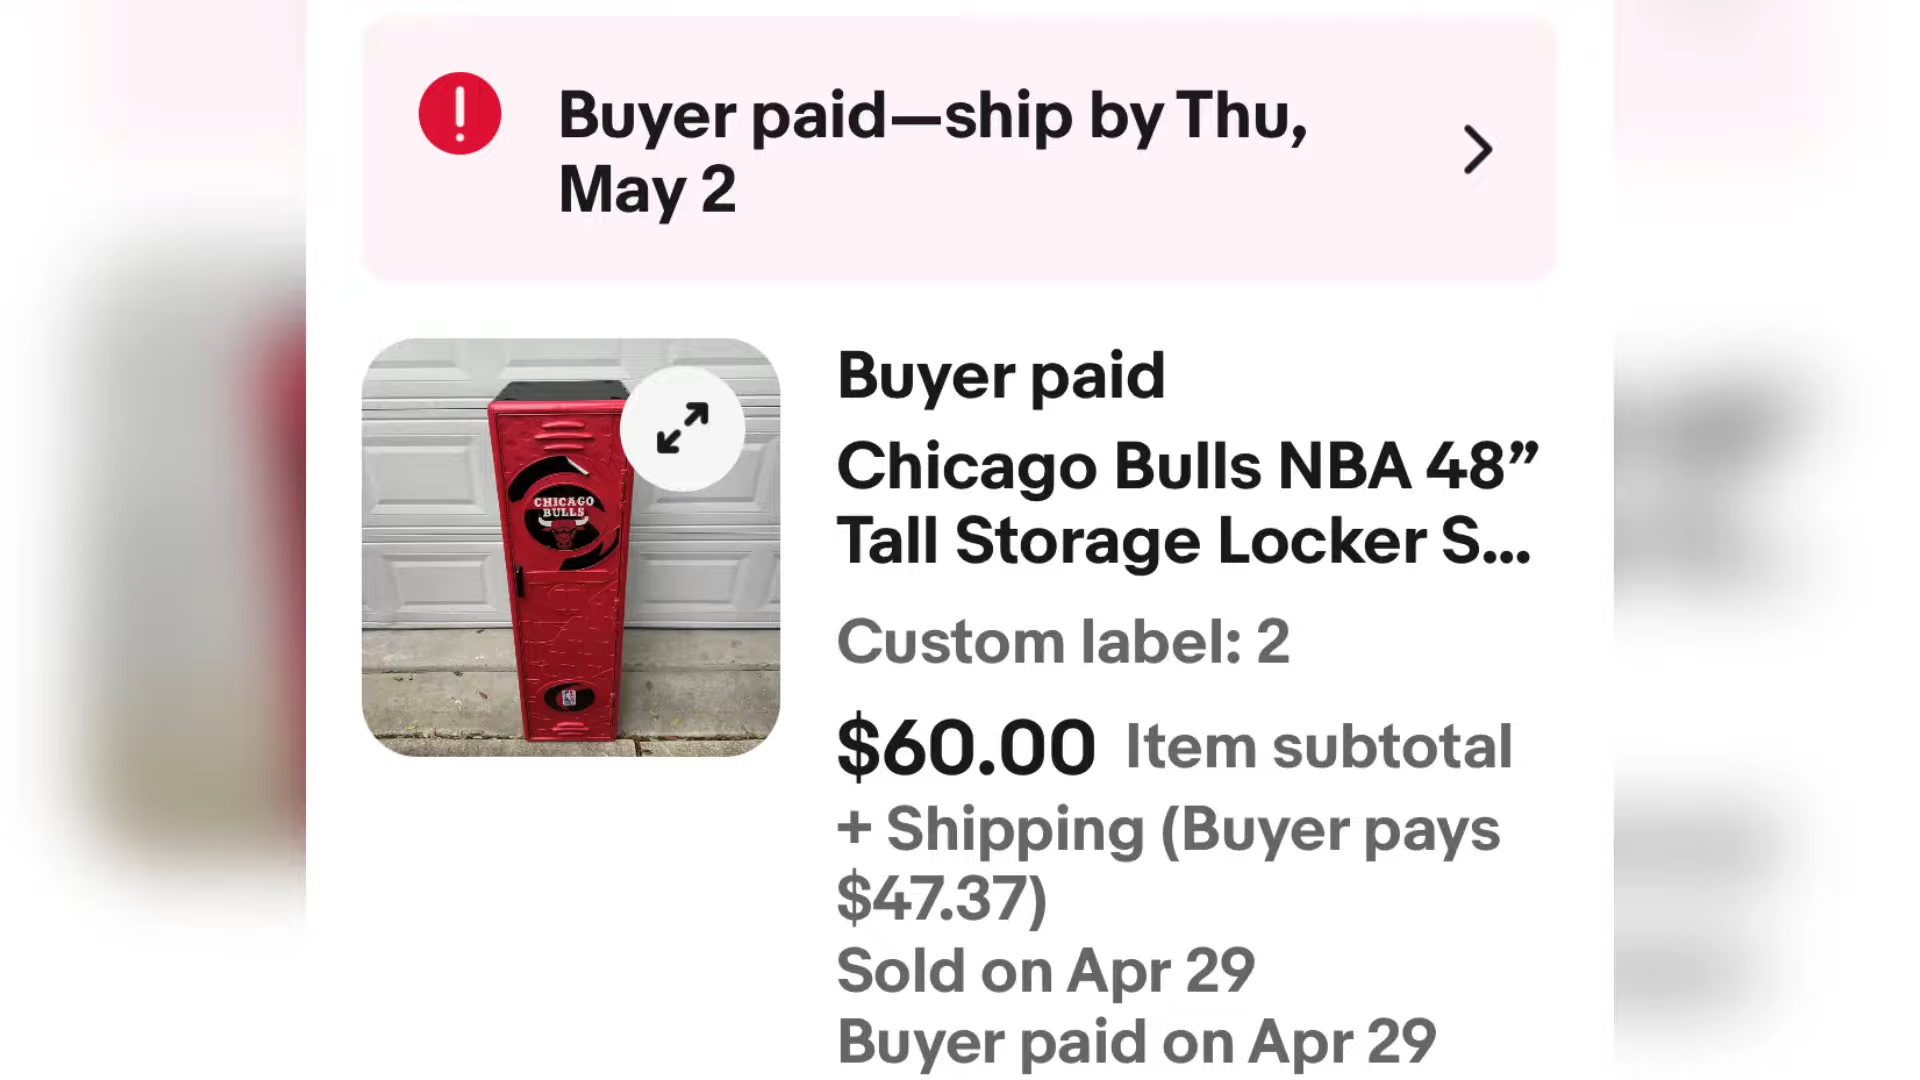 Buyer paid—ship by Thu,
May 2
Buyer paid
Chicago Bulls NBA 48”
Tall Storage Locker S...
CHICAGO
BULLS
Custom label: 2
$60.00 Item subtotal
+ Shipping (Buyer pays
$47.37)
Sold on Apr 29
Buyer paid on Apr 29